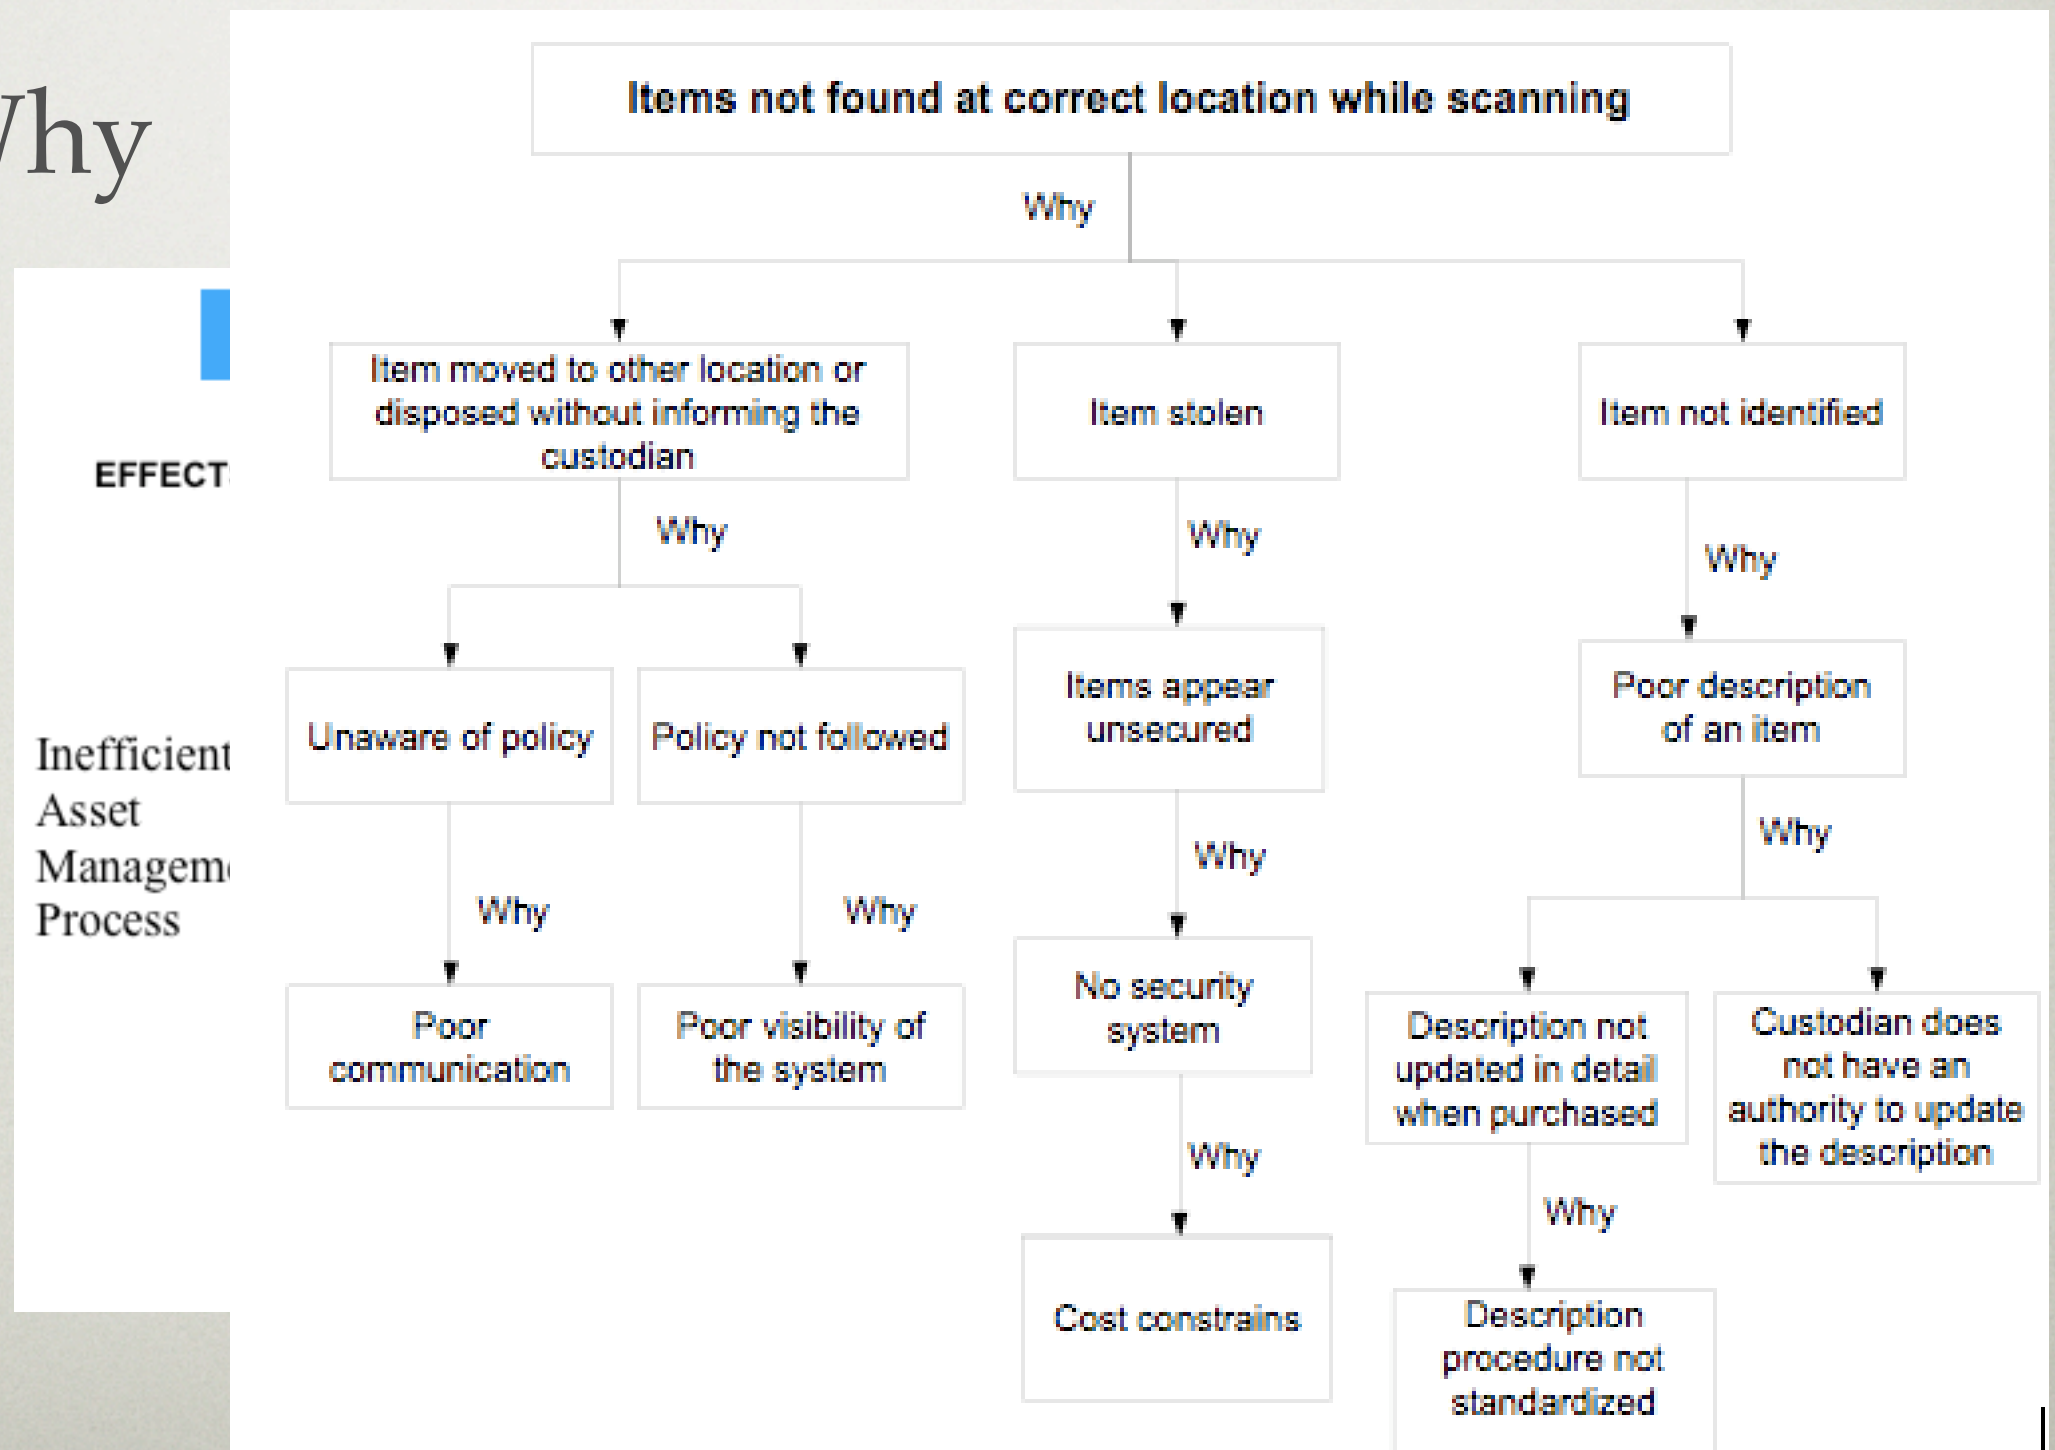 Why
Items not found at correct location while scanning
Why
Item moved to other location or
disposed without informing the
custodian
Item stolen
Item not identified
Why
Why
Why
Unaware of policy
Policy not followed
Items appear
unsecured
Poor description
of an item
Why
Why
Why
Why
Poor
communication
Poor visibility of
the system
No security
system
Description not
updated in detail
when purchased
Custodian does
not have an
authority to update
the description
Why
Why
Cost constrains
Description
procedure not
standardized
EFFECT
Inefficient
Asset
Managem
Process